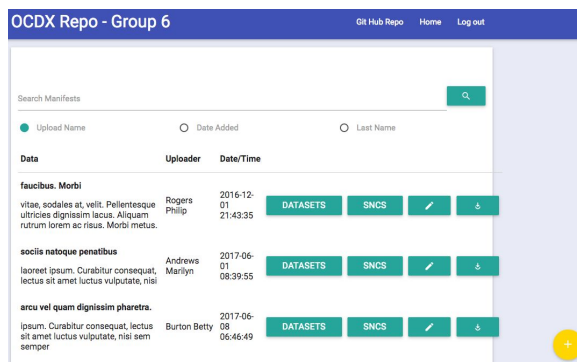 OCDX Repo - Group 6
Git Hub Repo Home Log out
Search Manifests
Upload Name Date Added Last Name
Data Uploader Date/Time
faucibus. Morbi
vitae, sodales at, velit. Pellentesque
ultricies dignissim lacus. Aliquam
rutrum lorem ac risus. Morbi metus.
Rogers
Philip
2016-12-
01
21:43:35
DATASETS SNCS
sociis natoque penatibus
laoreet ipsum. Curabitur consequat,
lectus sit amet luctus vulputate, nisi
Andrews
Marilyn
2017-06-
01
08:39:55
DATASETS SNCS
arcu vel quam dignissim pharetra.
ipsum. Curabitur consequat, lectus
sit amet luctus vulputate, nisi sem
semper
Burton Betty
2017-06-
08
06:46:49
DATASETS SNCS
+